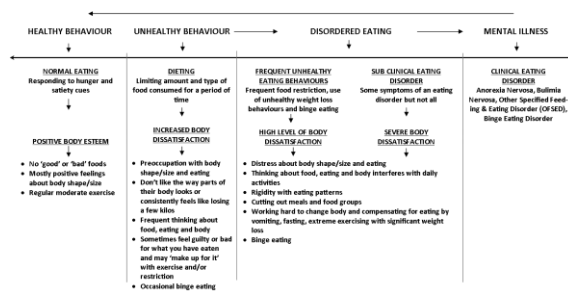 HEALTHY BEHAVIOUR
UNHEALTHY BEHAVIOUR
DISORDERED EATING
MENTAL ILLNESS
NORMAL EATING
Responding to hunger and
satiety cues
POSITIVE BODY ESTEEM
• No 'good' or 'bad' foods
• Mostly positive feelings
about body shape/size
• Regular moderate exercise
DIETING
Limiting amount and type of
food consumed for a period of
time
INCREASED BODY
DISSATISFACTION
• Preoccupation with body
shape/size and eating
• Don't like the way parts of
their body looks or
consistently feels like losing
a few kilos
• Frequent thinking about
food, eating and body
• Sometimes feel guilty or bad
for what you have eaten
and may 'make up for it'
with exercise and/or
restriction
• Occasional binge eating
FREQUENT UNHEALTHY
EATING BEHAVIOURS
Frequent food restriction, use
of unhealthy weight loss
behaviours and binge eating
HIGH LEVEL OF BODY
DISSATISFACTION
SUB CLINICAL EATING
DISORDER
Some symptoms of an eating
disorder but not all
SEVERE BODY
DISSATISFACTION
• Distress about body shape/size and eating
• Thinking about food, eating and body interferes with daily
activities
• Rigidity with eating patterns
• Cutting out meals and food groups
• Working hard to change body and compensating for eating by
vomiting, fasting, extreme exercising with significant weight
loss
• Binge eating
CLINICAL EATING
DISORDER
Anorexia Nervosa, Bulimia
Nervosa, Other Specified Feed-
ing & Eating Disorder (OFSED),
Binge Eating Disorder